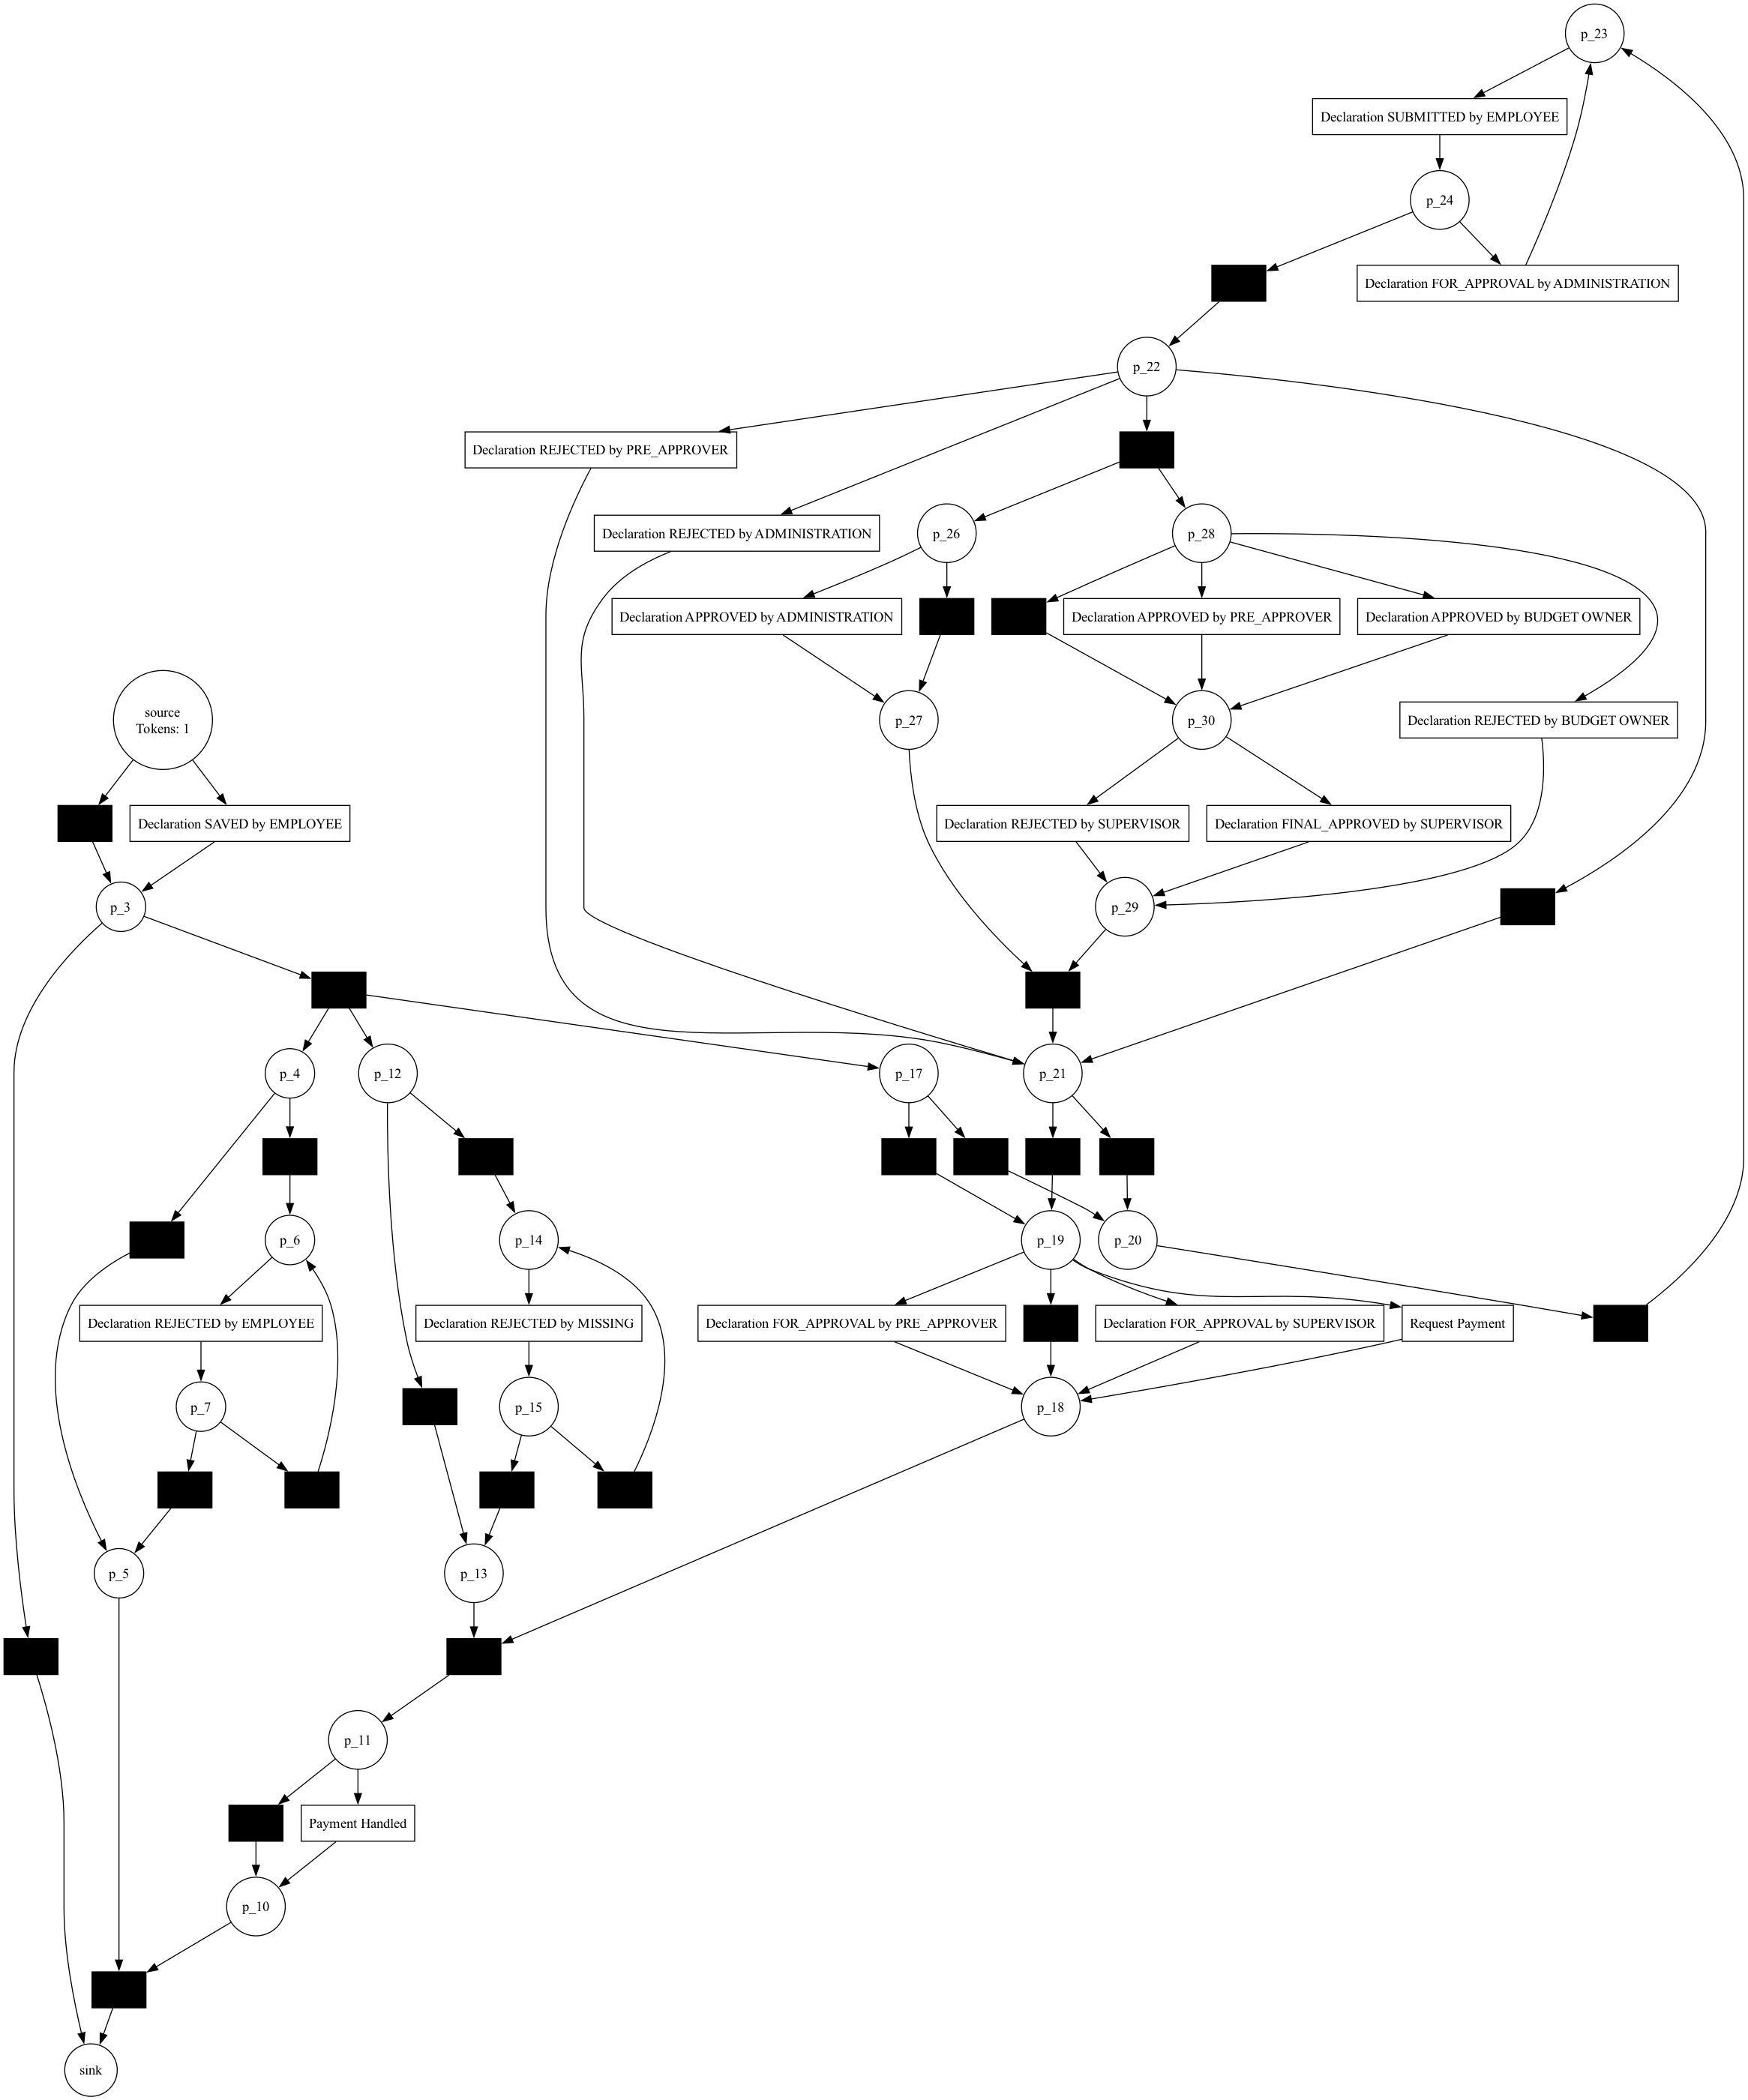 p_23
Declaration SUBMITTED by EMPLOYEE
p_24
Declaration FOR_APPROVAL by ADMINISTRATION
p_22
Declaration REJECTED by PRE_APPROVER
Declaration REJECTED by ADMINISTRATION
p_26
p_28
Declaration APPROVED by ADMINISTRATION
Declaration APPROVED by PRE_APPROVER
Declaration APPROVED by BUDGET OWNER
source
Tokens: 1
p_27
p_30
Declaration REJECTED by BUDGET OWNER
Declaration SAVED by EMPLOYEE
Declaration REJECTED by SUPERVISOR
Declaration FINAL_APPROVED by SUPERVISOR
p_3
p_29
p_4
p_12
p_17
p_21
p_6
p_14
p_19
p_20
Declaration REJECTED by EMPLOYEE
Declaration REJECTED by MISSING
Declaration FOR_APPROVAL by PRE_APPROVER
Declaration FOR_APPROVAL by SUPERVISOR
Request Payment
p_7
p_15
p_18
p_5
p_13
p_11
Payment Handled
p_10
sink